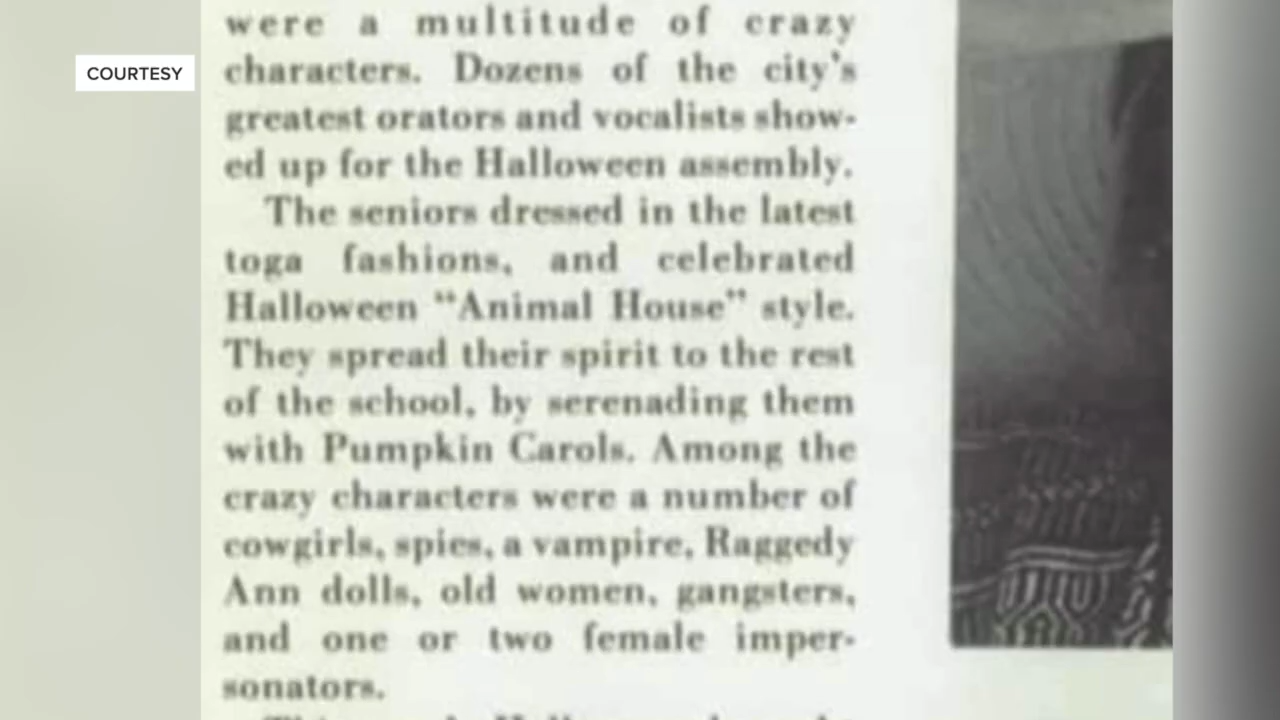 COURTESY
were a multitude of crazy
characters. Dozens of the city's
greatest orators and vocalists show-
ed up for the Halloween assembly.
The seniors dressed in the latest
toga fashions, and celebrated
Halloween "Animal House" style.
They spread their spirit to the rest
of the school, by serenading them
with Pumpkin Carols. Among the
crazy characters were a number of
cowgirls, spies, a vampire, Raggedy
Ann dolls, old women, gangsters,
and one or two female imper-
sonators.